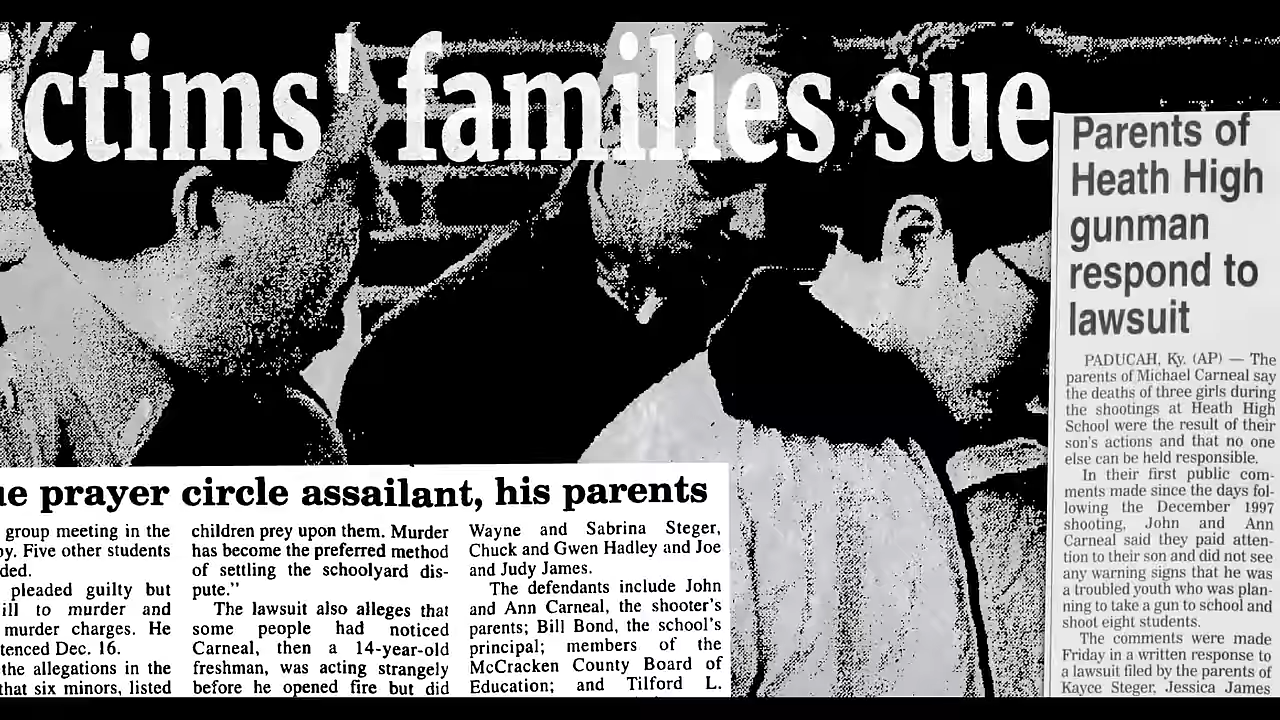 ictims' families sue
Parents of
Heath High
gunman
respond to
lawsuit
PADUCAH, Ky. (AP) — The
parents of Michael Carneal say
the deaths of three girls during
the shootings at Heath High
School were the result of their
son's actions and that no one
else can be held responsible.
In their first public com-
ments made since the days fol-
lowing the December 1997
shooting, John and Ann
Carneal said they paid atten-
tion to their son and did not see
any warning signs that he was
a troubled youth who was plan-
ning to take a gun to school and
shoot eight students.
The comments were made
Friday in a written response to
a lawsuit filed by the parents of
Kayce Steger, Jessica James
ue prayer circle assailant, his parents
group meeting in the
by. Five other students
ded.
pleaded guilty but
ill to murder and
murder charges. He
tenced Dec. 16.
the allegations in the
that six minors, listed
children prey upon them. Murder
has become the preferred method
of settling the schoolyard dis-
pute."
The lawsuit also alleges that
some people had noticed
Carneal, then a 14-year-old
freshman, was acting strangely
before he opened fire but did
Wayne and Sabrina Steger,
Chuck and Gwen Hadley and Joe
and Judy James.
The defendants include John
and Ann Carneal, the shooter's
parents; Bill Bond, the school's
principal; members of the
McCracken County Board of
Education; and Tilford L.